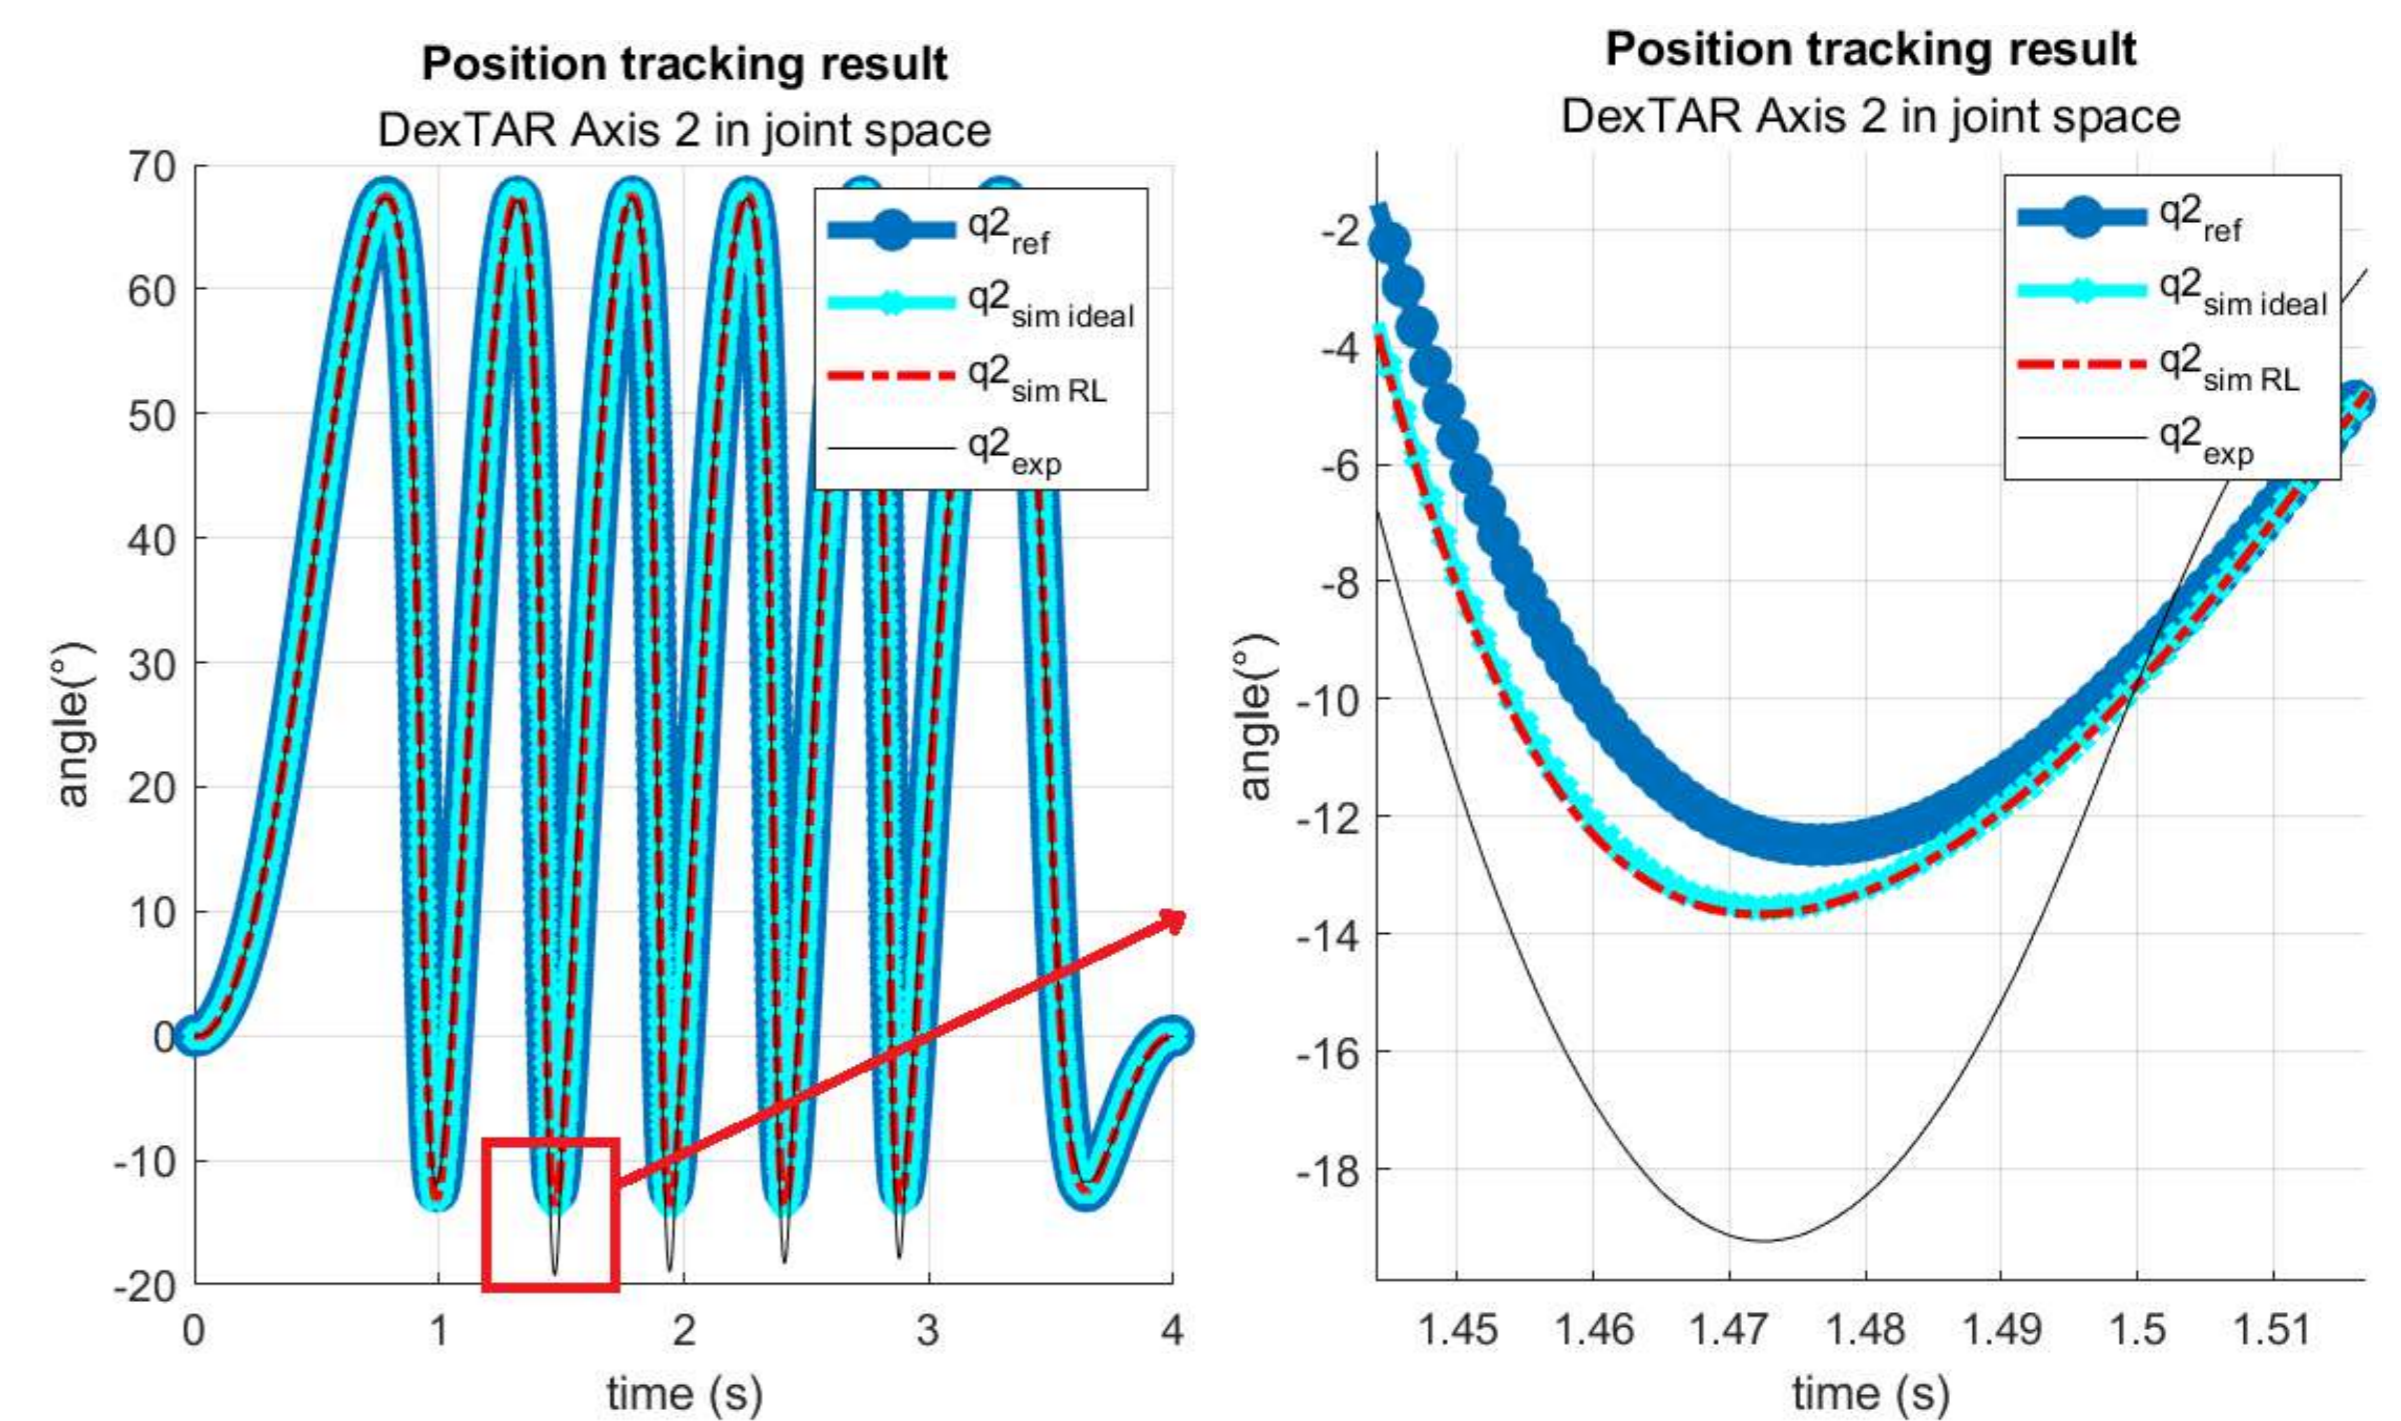 Position tracking result
DexTAR Axis 2 in joint space
70
60
50
40
30
20
10
0
-10
-20
angle(°)
0 1 2 3 4
time (s)
q2ref
q2sim ideal
q2sim RL
q2exp
Position tracking result
DexTAR Axis 2 in joint space
-2
-4
-6
-8
-10
-12
-14
-16
-18
angle(°)
1.45 1.46 1.47 1.48 1.49 1.5 1.51
time (s)
q2ref
q2sim ideal
q2sim RL
q2exp